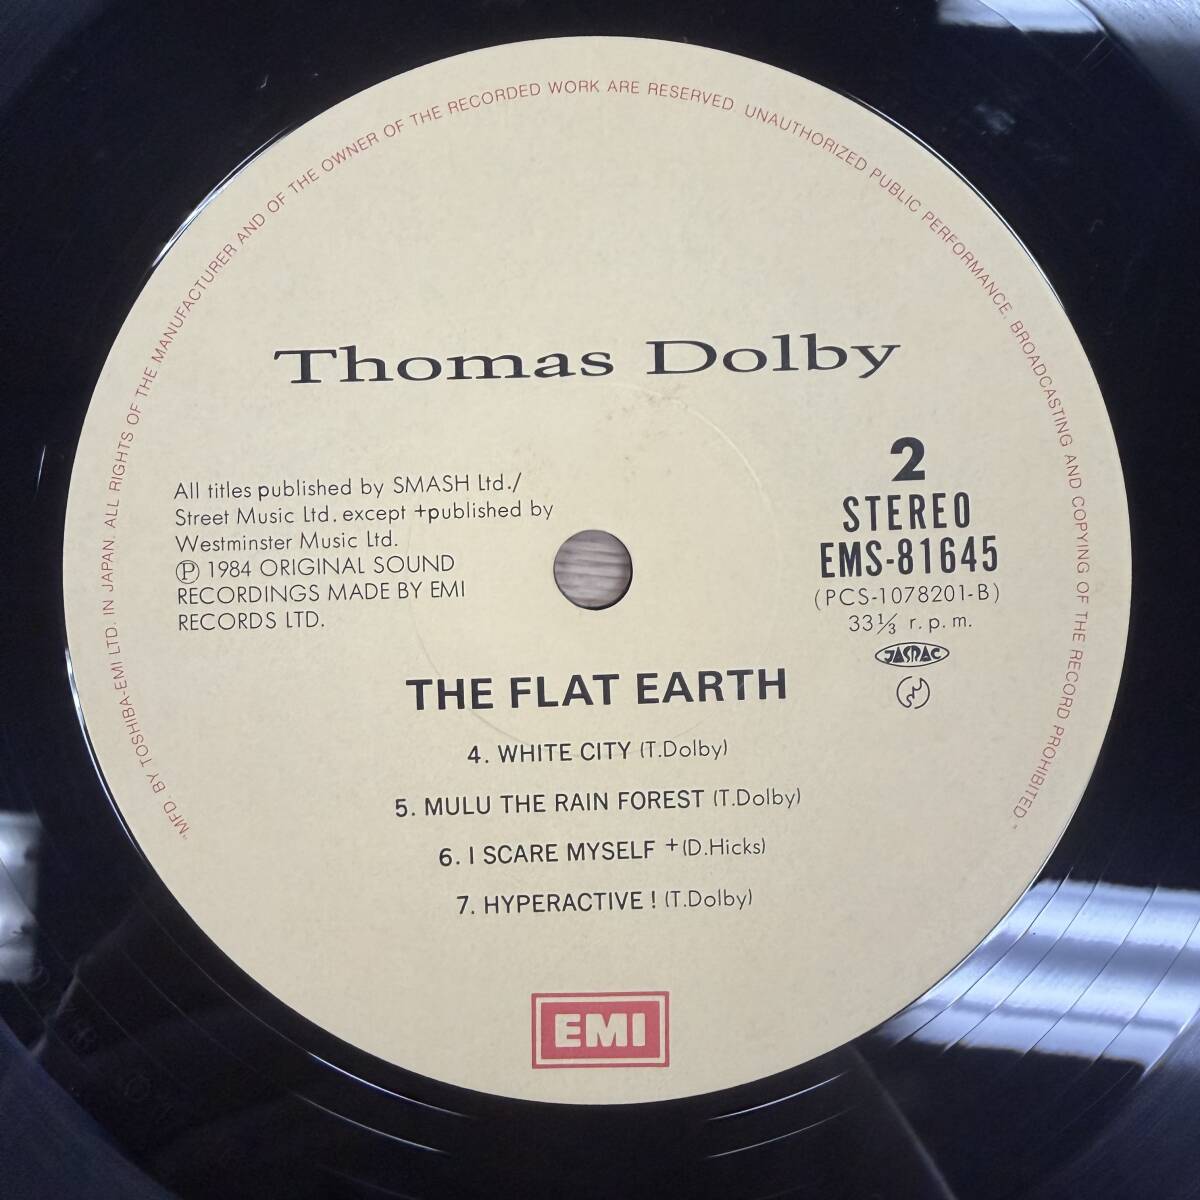 "MFD. BY TOSHIBA-EMI LTD. IN JAPAN. ALL RIGHTS OF THE MANUFACTURER AND OF THE OWNER OF THE RECORDED WORK ARE RESERVED UNAUTHORIZED PUBLIC PERFORMANCE, BROADCASTING AND COPYING OF THE RECORD PROHIBITED."
Thomas Dolby
All titles published by SMASH Ltd./
Street Music Ltd. except +published by
Westminster Music Ltd.
Ⓟ 1984 ORIGINAL SOUND
RECORDINGS MADE BY EMI
RECORDS LTD.
2
STEREO
EMS-81645
(PCS-1078201-B)
33⅓ r.p.m.
JASRAC
THE FLAT EARTH
4. WHITE CITY (T.Dolby)
5. MULU THE RAIN FOREST (T.Dolby)
6. I SCARE MYSELF +(D.Hicks)
7. HYPERACTIVE ! (T.Dolby)
EMI